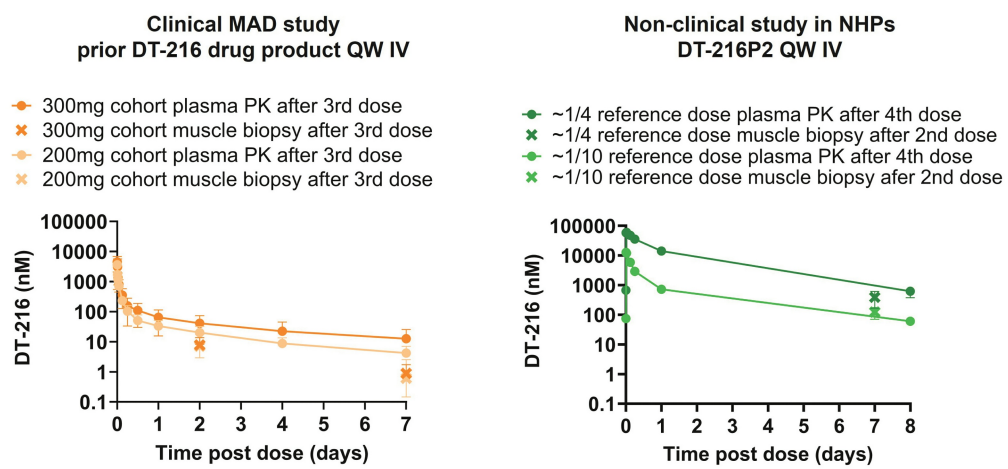 Clinical MAD study
prior DT-216 drug product QW IV
300mg cohort plasma PK after 3rd dose
300mg cohort muscle biopsy after 3rd dose
200mg cohort plasma PK after 3rd dose
200mg cohort muscle biopsy after 3rd dose
DT-216 (nM)
100000
10000
1000
100
10
1
0.1
0 1 2 3 4 5 6 7
Time post dose (days)
Non-clinical study in NHPs
DT-216P2 QW IV
~1/4 reference dose plasma PK after 4th dose
~1/4 reference dose muscle biopsy after 2nd dose
~1/10 reference dose plasma PK after 4th dose
~1/10 reference dose muscle biopsy afer 2nd dose
DT-216 (nM)
100000
10000
1000
100
10
1
0.1
0 1 2 3 4 5 6 7 8
Time post dose (days)